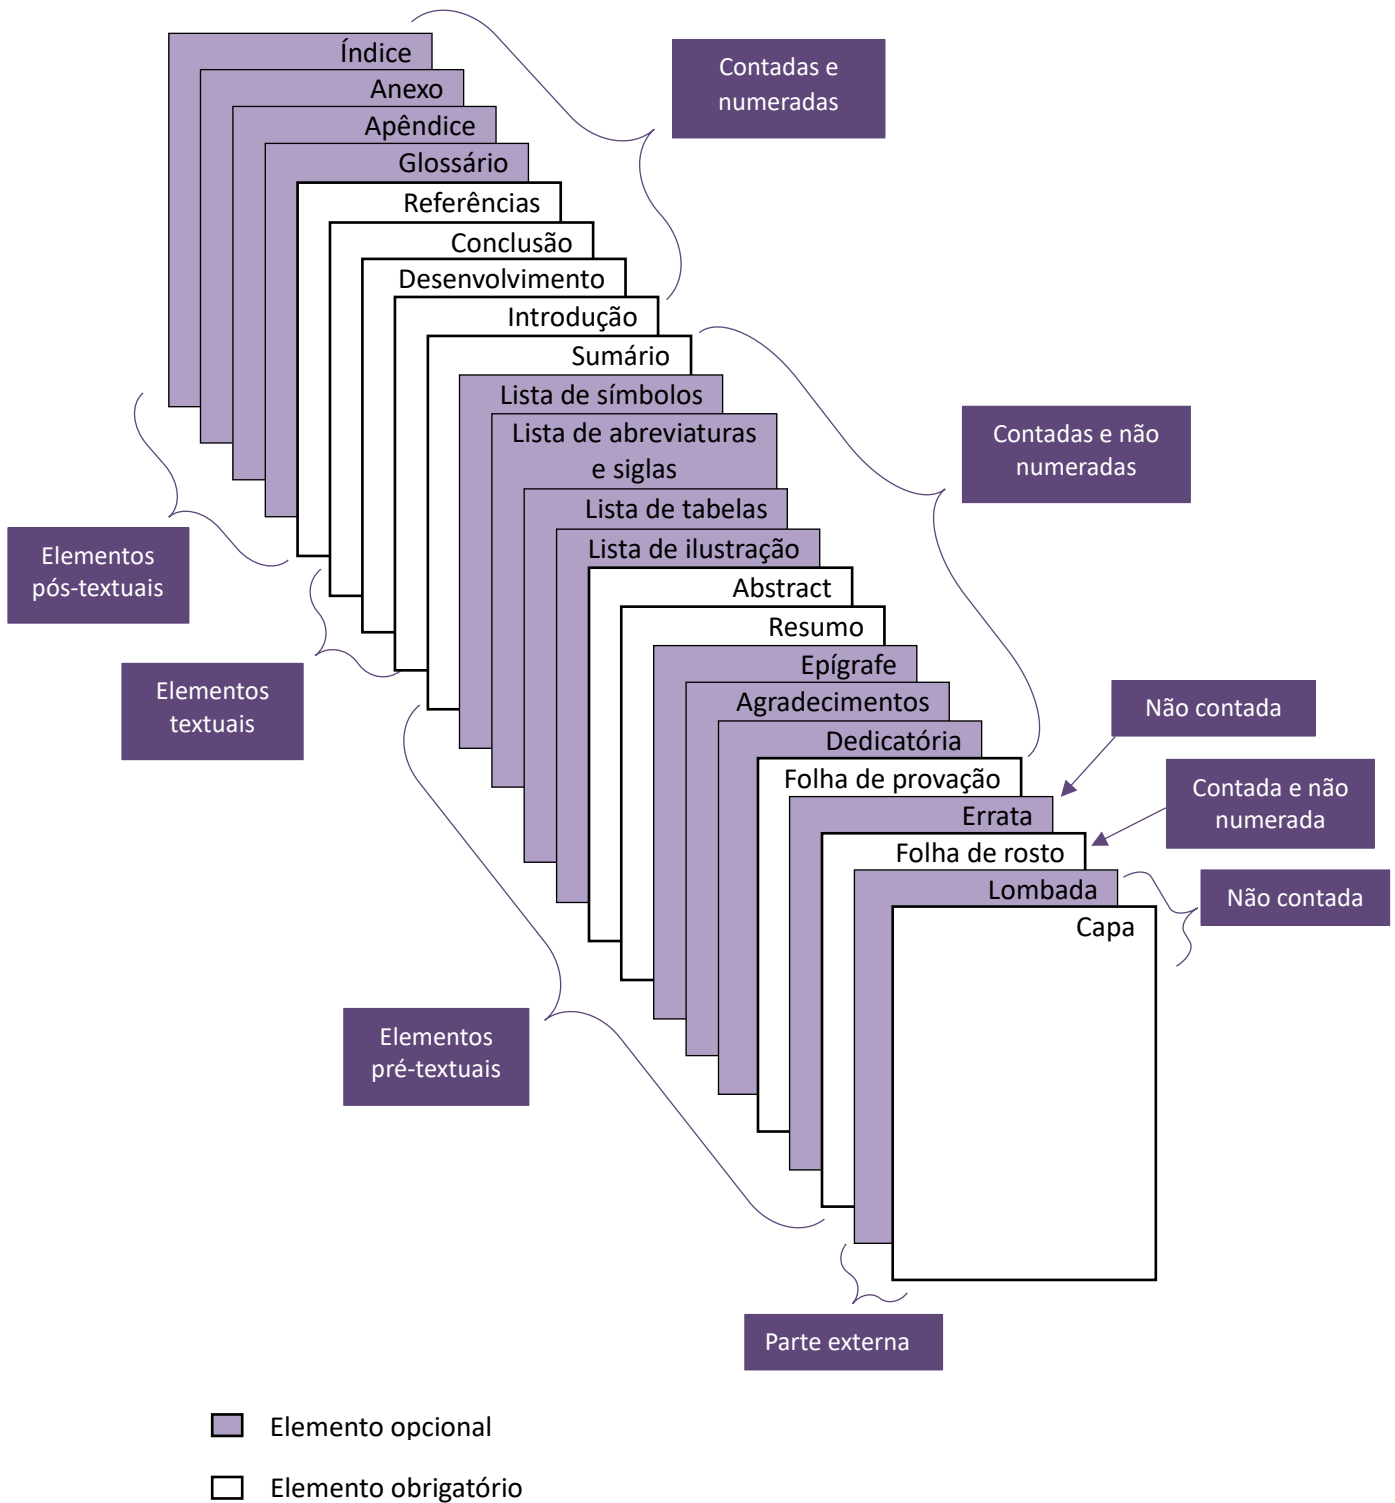 Índice
Contadas e
numeradas
Anexo
Apêndice
Glossário
Referências
Conclusão
Desenvolvimento
Introdução
Sumário
Lista de símbolos
Lista de abreviaturas
e siglas
Contadas e não
numeradas
Lista de tabelas
Lista de ilustração
Elementos
pós-textuais
Abstract
Resumo
Epígrafe
Elementos
textuais
Agradecimentos
Não contada
Dedicatória
Folha de provação
Contada e não
numerada
Errata
Folha de rosto
Lombada
Não contada
Capa
Elementos
pré-textuais
Parte externa
Elemento opcional
Elemento obrigatório